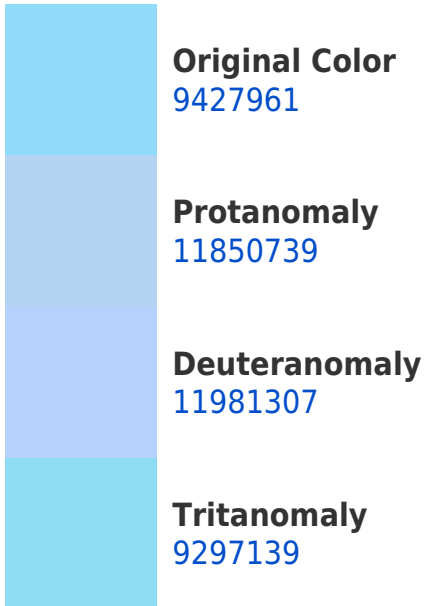 Original Color
9427961
Protanomaly
11850739
Deuteranomaly
11981307
Tritanomaly
9297139